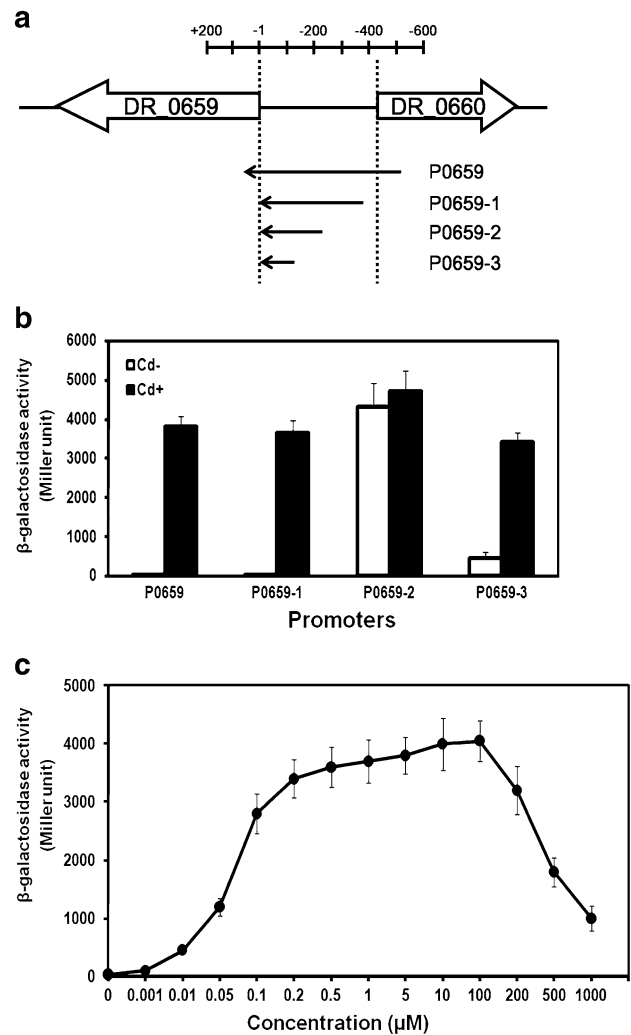 a
+200 -1 -200 -400 -600
DR_0659 DR_0660
P0659
P0659-1
P0659-2
P0659-3
b
β-galactosidase activity
(Miller unit)
6000
5000
4000
3000
2000
1000
0
Cd-
Cd+
P0659 P0659-1 P0659-2 P0659-3
Promoters
c
β-galactosidase activity
(Miller unit)
5000
4000
3000
2000
1000
0
0 0.001 0.01 0.05 0.1 0.2 0.5 1 5 10 100 200 500 1000
Concentration (µM)